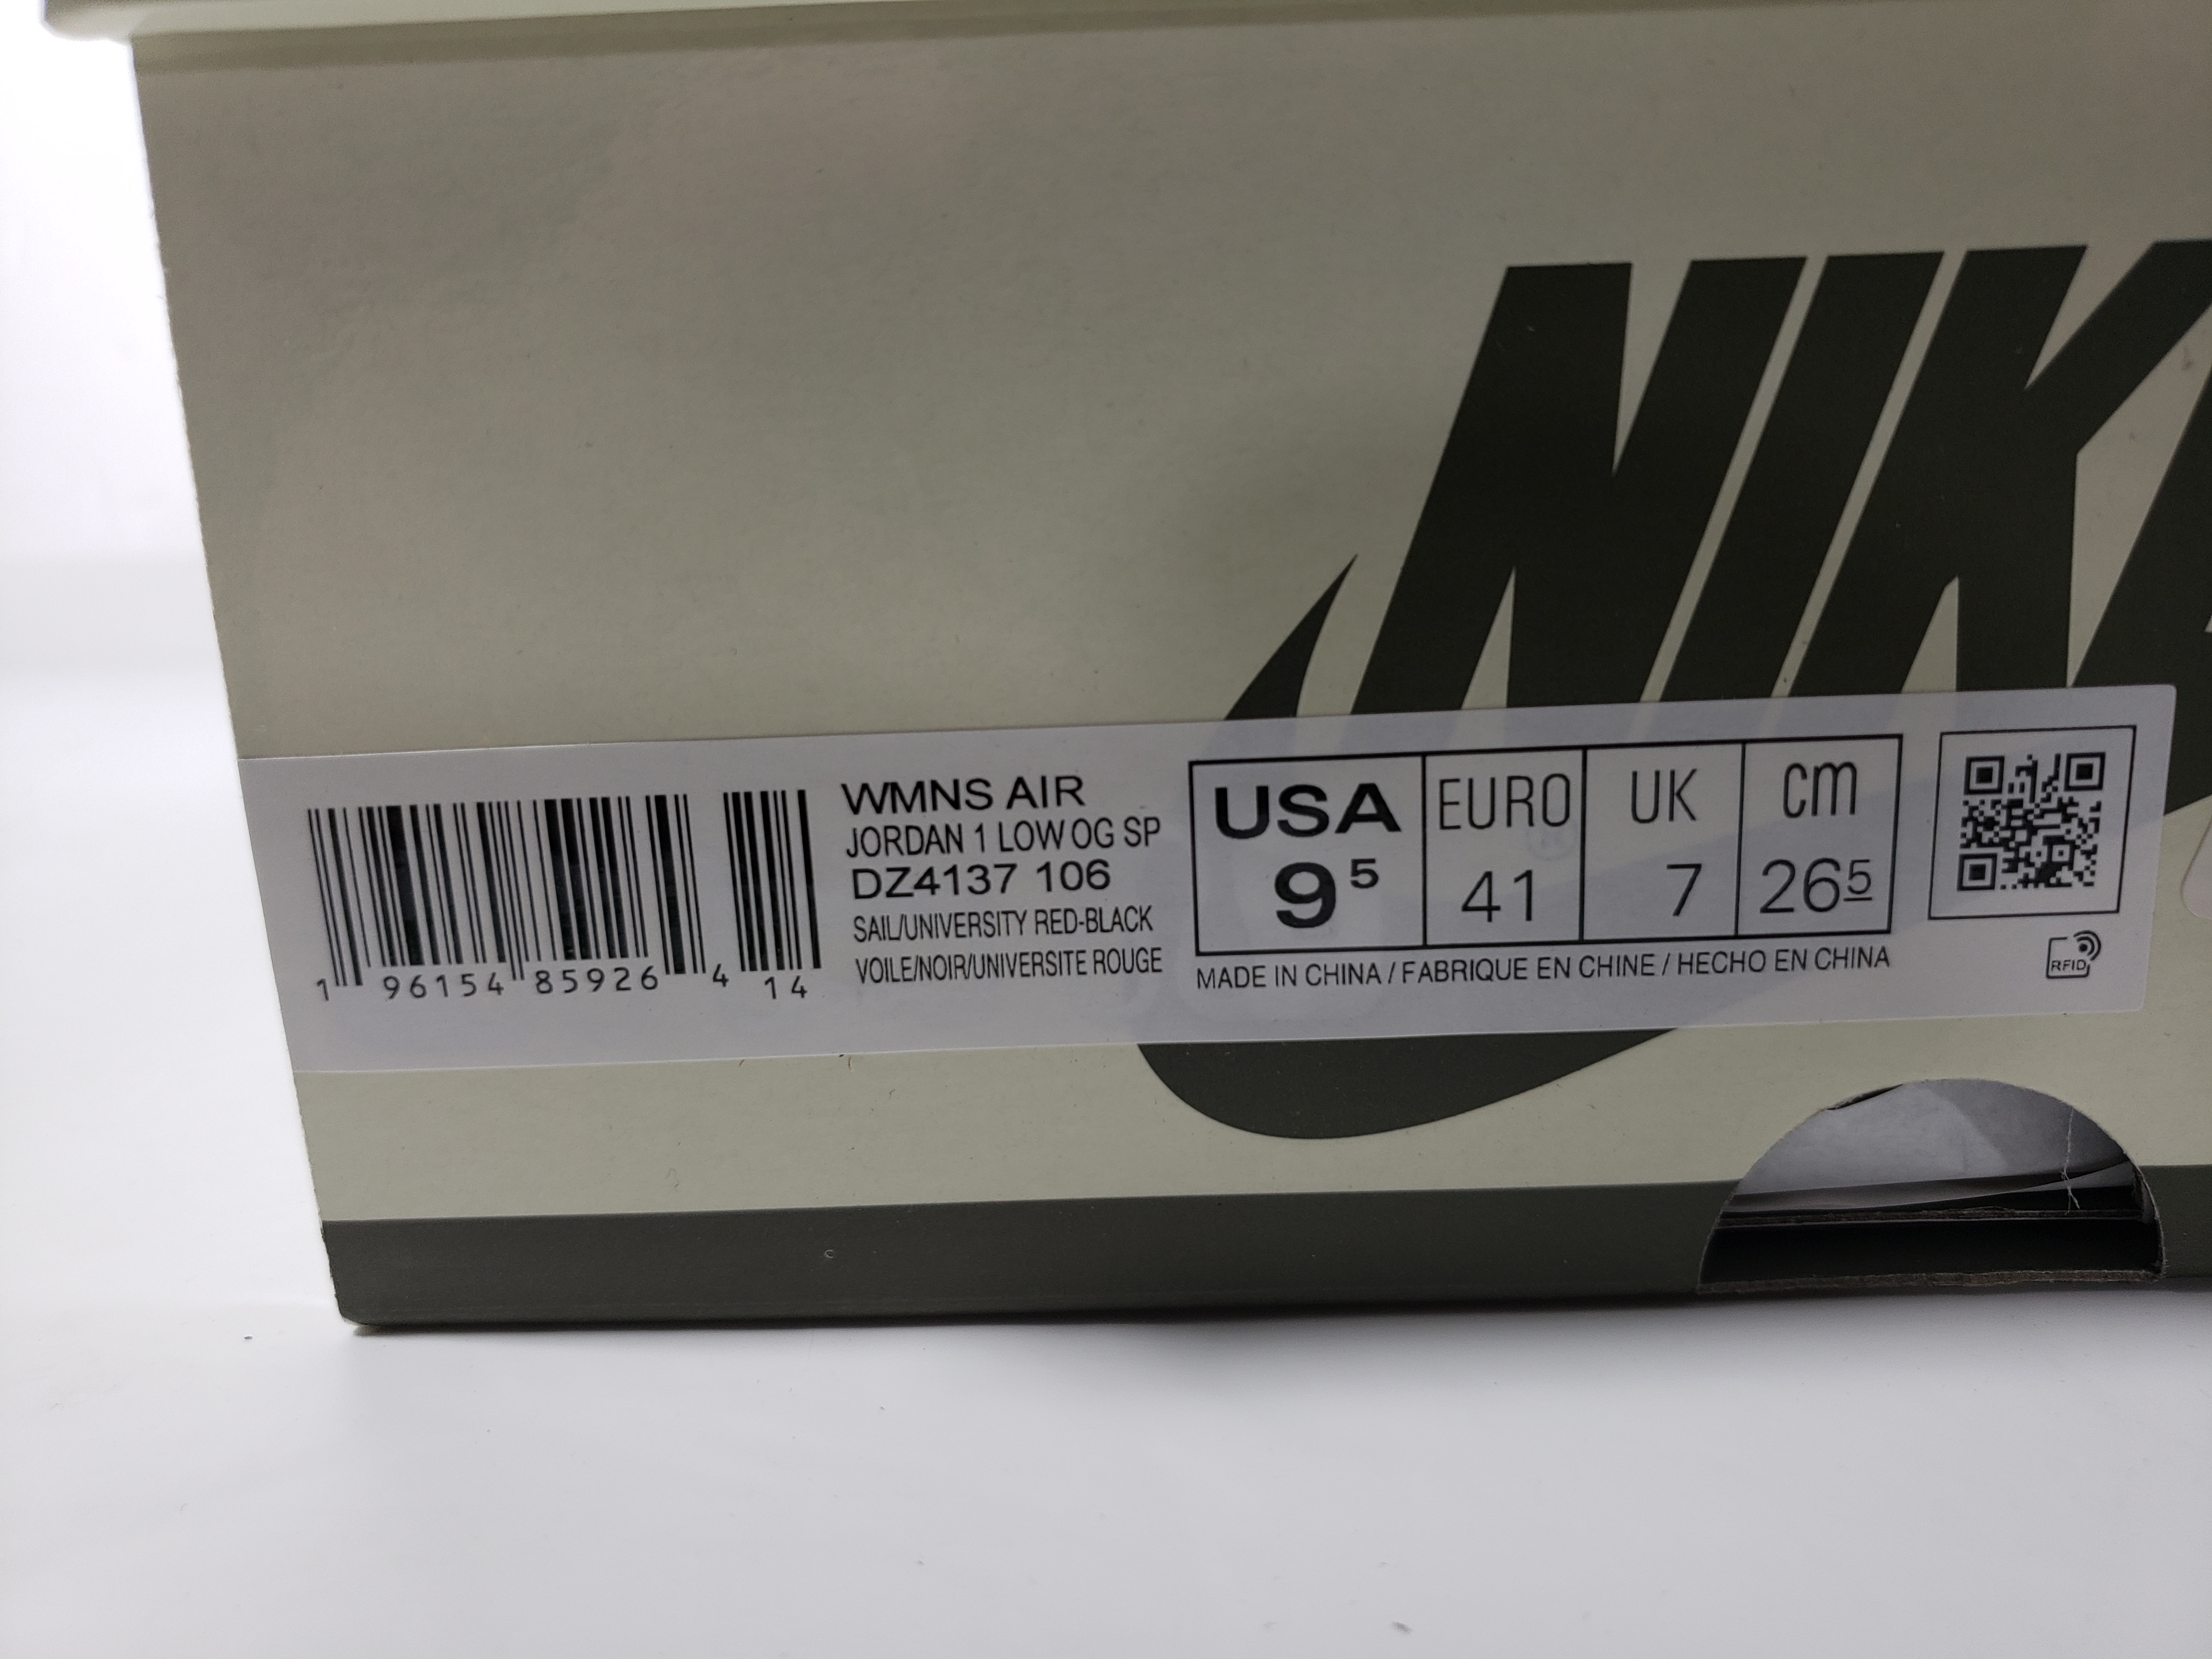 NIKE
WMNS AIR
JORDAN 1 LOW OG SP
DZ4137 106
SAIL/UNIVERSITY RED-BLACK
VOILE/NOIR/UNIVERSITE ROUGE
1 96154 85926 4 14
USA EURO UK cm
9⁵ 41 7 26⁵
MADE IN CHINA / FABRIQUE EN CHINE / HECHO EN CHINA
RFID